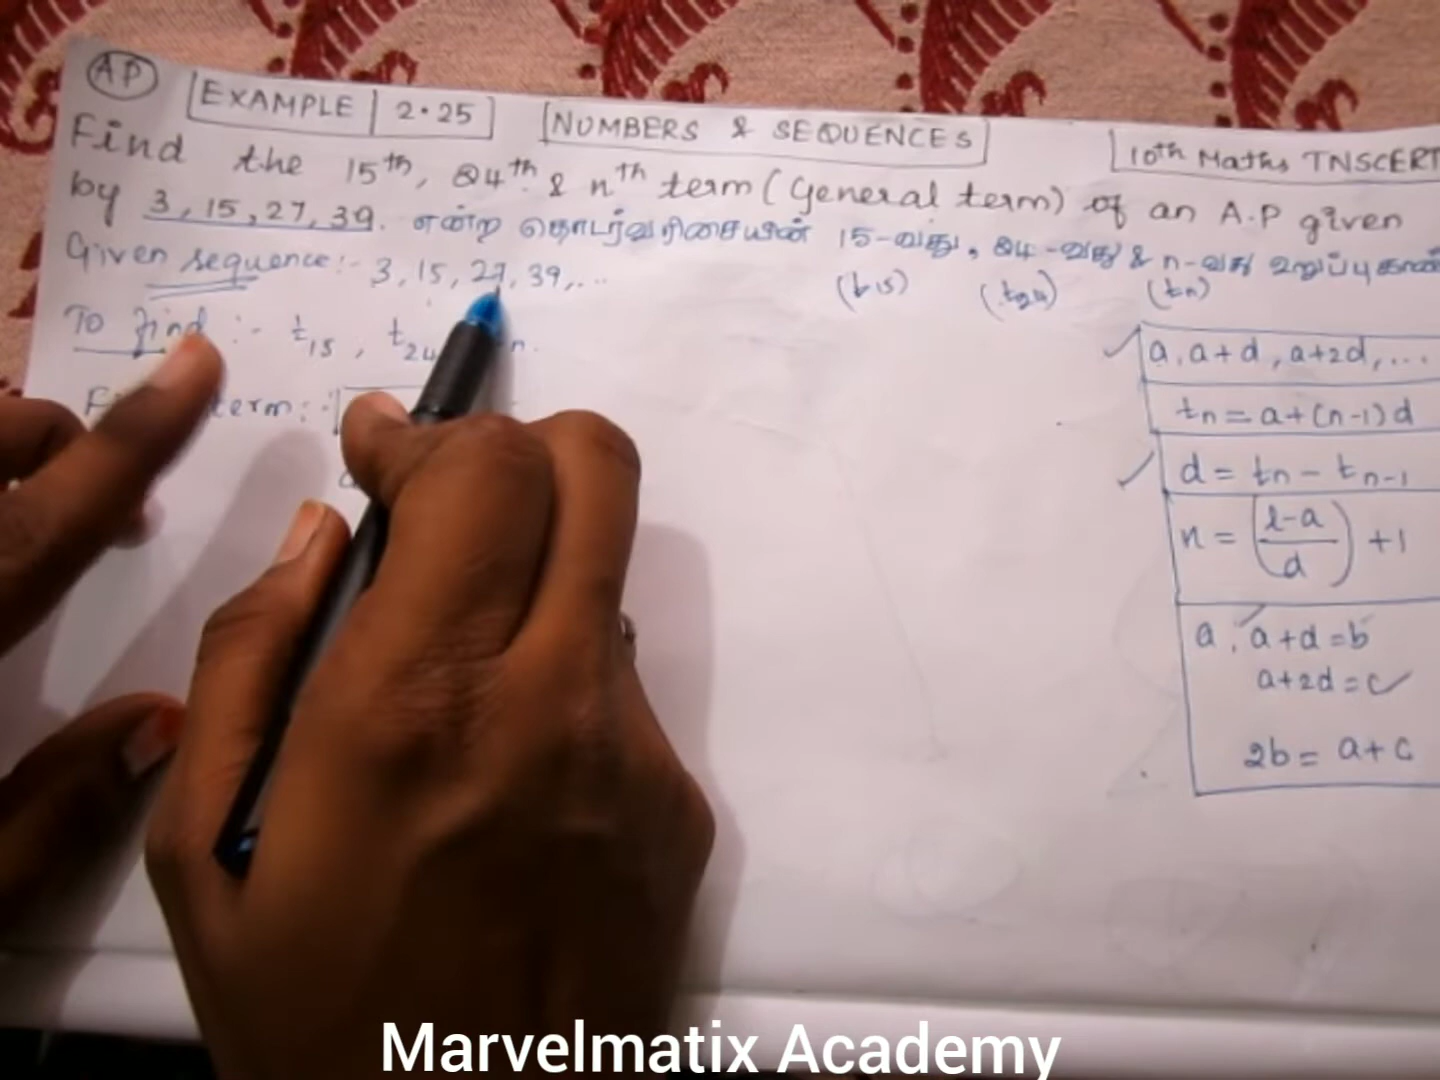 AP
EXAMPLE | 2.25 NUMBERS & SEQUENCES 10th Maths TNSCERT
Find the 15th, 24th & nth term (General term) of an A.P given
by 3, 15, 27, 39. என்ற தொடர்வரிசையின் 15-வது, 24-வது & n-வது உறுப்பு காண்
(t15) (t24) (tn)
Given sequence:- 3, 15, 27, 39,...
To find :- t15, t24 n.
term:-
a, a+d, a+2d,...
tn = a+(n-1)d
d = tn - tn-1
n = (l-a/d) +1
a, a+d = b
a+2d = c
2b = a+c
Marvelmatix Academy